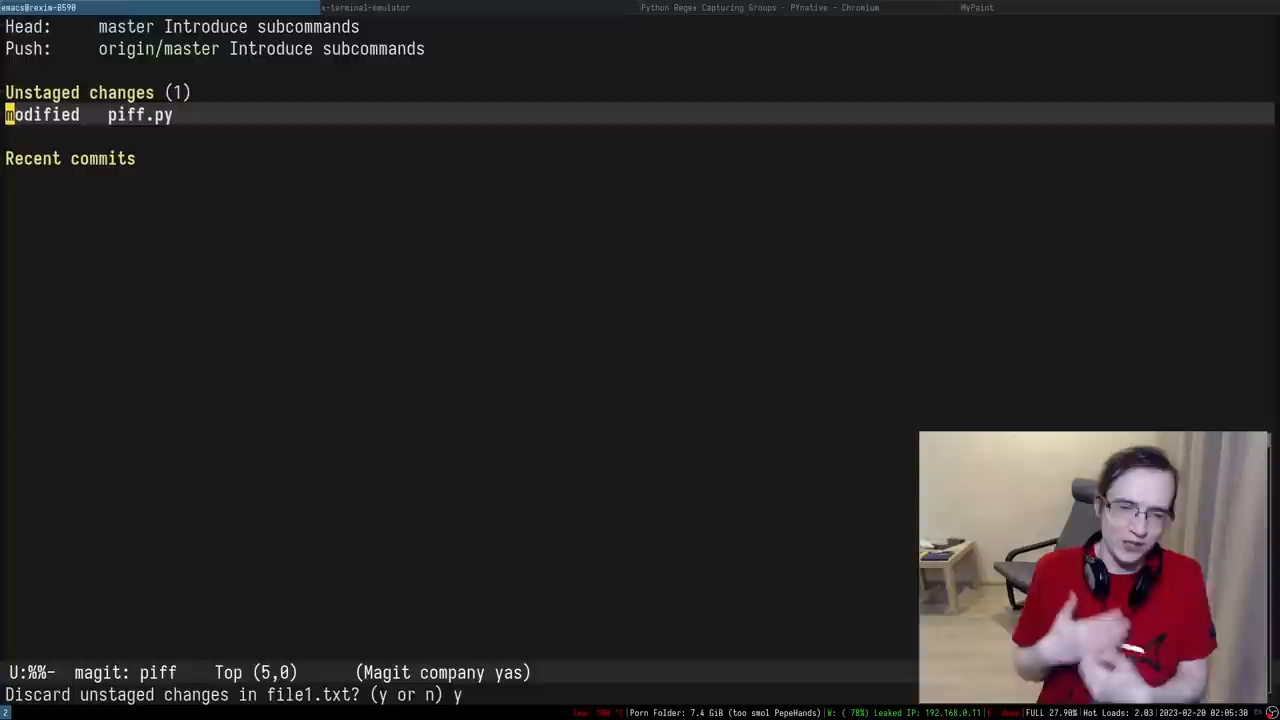 emacs@rexim-B590
x-terminal-emulator
Python Regex Capturing Groups - PYnative - Chromium
MyPaint
Head: master Introduce subcommands
Push: origin/master Introduce subcommands
Unstaged changes (1)
modified piff.py
Recent commits
U:%%- magit: piff Top (5,0) (Magit company yas)
Discard unstaged changes in file1.txt? (y or n) y
2
|Porn Folder: 7.4 GiB (too smol PepeHands)|W: ( 78%) Leaked IP: 192.168.0.11|E: down|FULL 27.90%|Hot Loads: 2.03|2023-02-20 02:05:30